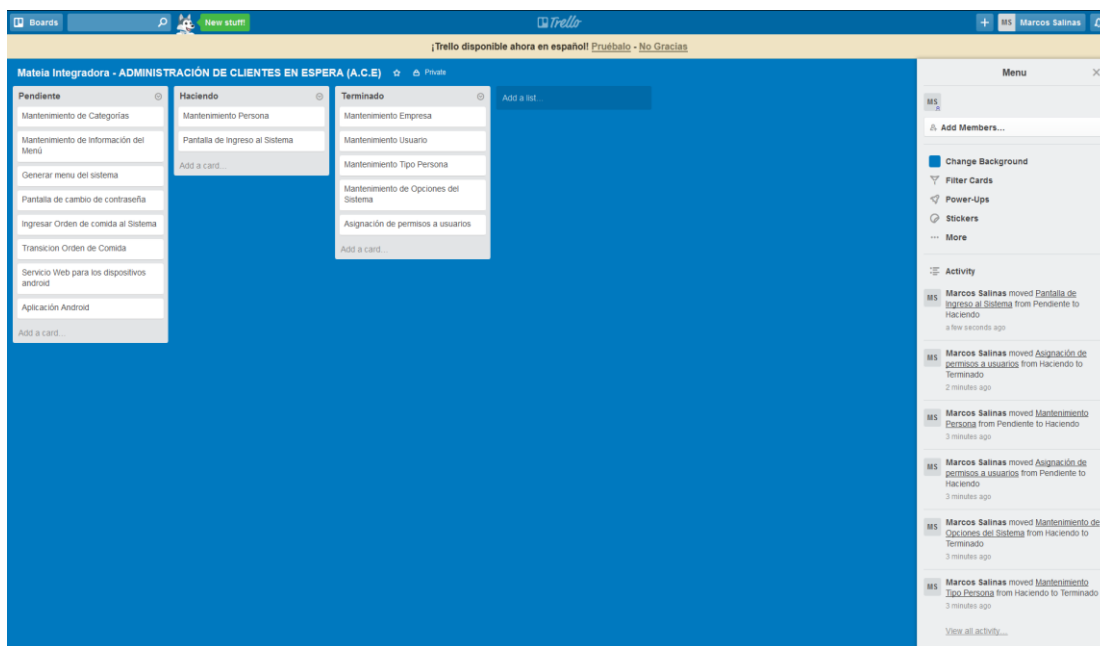 Boards
New stuff!
Trello
+
MS Marcos Salinas
¡Trello disponible ahora en español! Pruébalo - No Gracias
Mateia Integradora - ADMINISTRACIÓN DE CLIENTES EN ESPERA (A.C.E)
Private
Pendiente
Mantenimiento de Categorías
Mantenimiento de Información del
Menú
Generar menu del sistema
Pantalla de cambio de contraseña
Ingresar Orden de comida al Sistema
Transicion Orden de Comida
Servicio Web para los dispositivos
android
Aplicación Android
Add a card...
Haciendo
Mantenimiento Persona
Pantalla de Ingreso al Sistema
Add a card...
Terminado
Mantenimiento Empresa
Mantenimiento Usuario
Mantenimiento Tipo Persona
Mantenimiento de Opciones del
Sistema
Asignación de permisos a usuarios
Add a card...
Add a list...
Menu
MS
Add Members...
Change Background
Filter Cards
Power-Ups
Stickers
... More
Activity
MS
Marcos Salinas moved Pantalla de
Ingreso al Sistema from Pendiente to
Haciendo
a few seconds ago
MS
Marcos Salinas moved Asignación de
permisos a usuarios from Haciendo to
Terminado
2 minutes ago
MS
Marcos Salinas moved Mantenimiento
Persona from Pendiente to Haciendo
3 minutes ago
MS
Marcos Salinas moved Asignación de
permisos a usuarios from Pendiente to
Haciendo
3 minutes ago
MS
Marcos Salinas moved Mantenimiento de
Opciones del Sistema from Haciendo to
Terminado
3 minutes ago
MS
Marcos Salinas moved Mantenimiento
Tipo Persona from Haciendo to Terminado
3 minutes ago
View all activity...